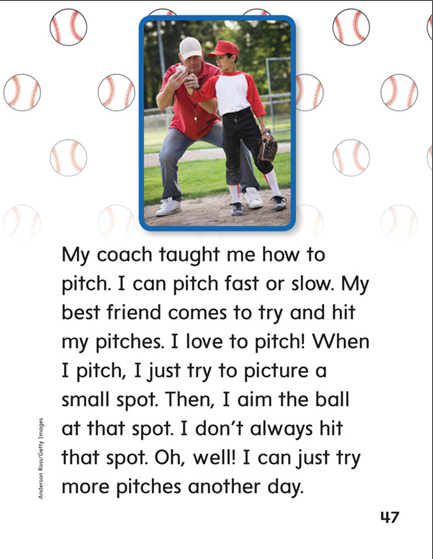 My coach taught me how to
pitch. I can pitch fast or slow. My
best friend comes to try and hit
my pitches. I love to pitch! When
I pitch, I just try to picture a
small spot. Then, I aim the ball
at that spot. I don't always hit
that spot. Oh, well! I can just try
more pitches another day.
Anderson Ross/Getty Images
47